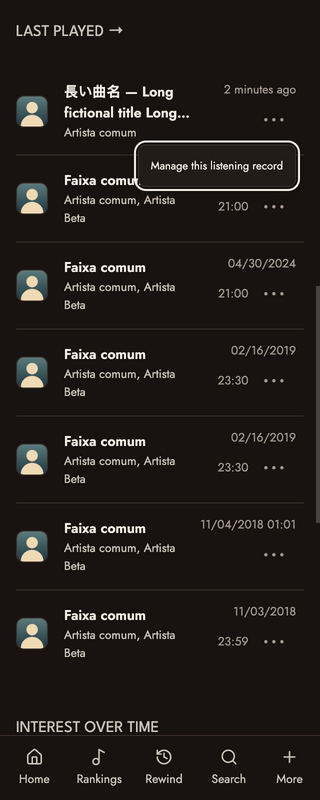 LAST PLAYED →
長い曲名 — Long
fictional title Long...
2 minutes ago
Artista comum
Manage this listening record
Faixa comum
Artista comum, Artista
Beta
21:00
Faixa comum
04/30/2024
Artista comum, Artista
Beta
21:00
Faixa comum
02/16/2019
Artista comum, Artista
Beta
23:30
Faixa comum
02/16/2019
Artista comum, Artista
Beta
23:30
Faixa comum
11/04/2018 01:01
Artista comum, Artista
Beta
Faixa comum
11/03/2018
Artista comum, Artista
Beta
23:59
INTEREST OVER TIME
Home
Rankings
Rewind
Search
More